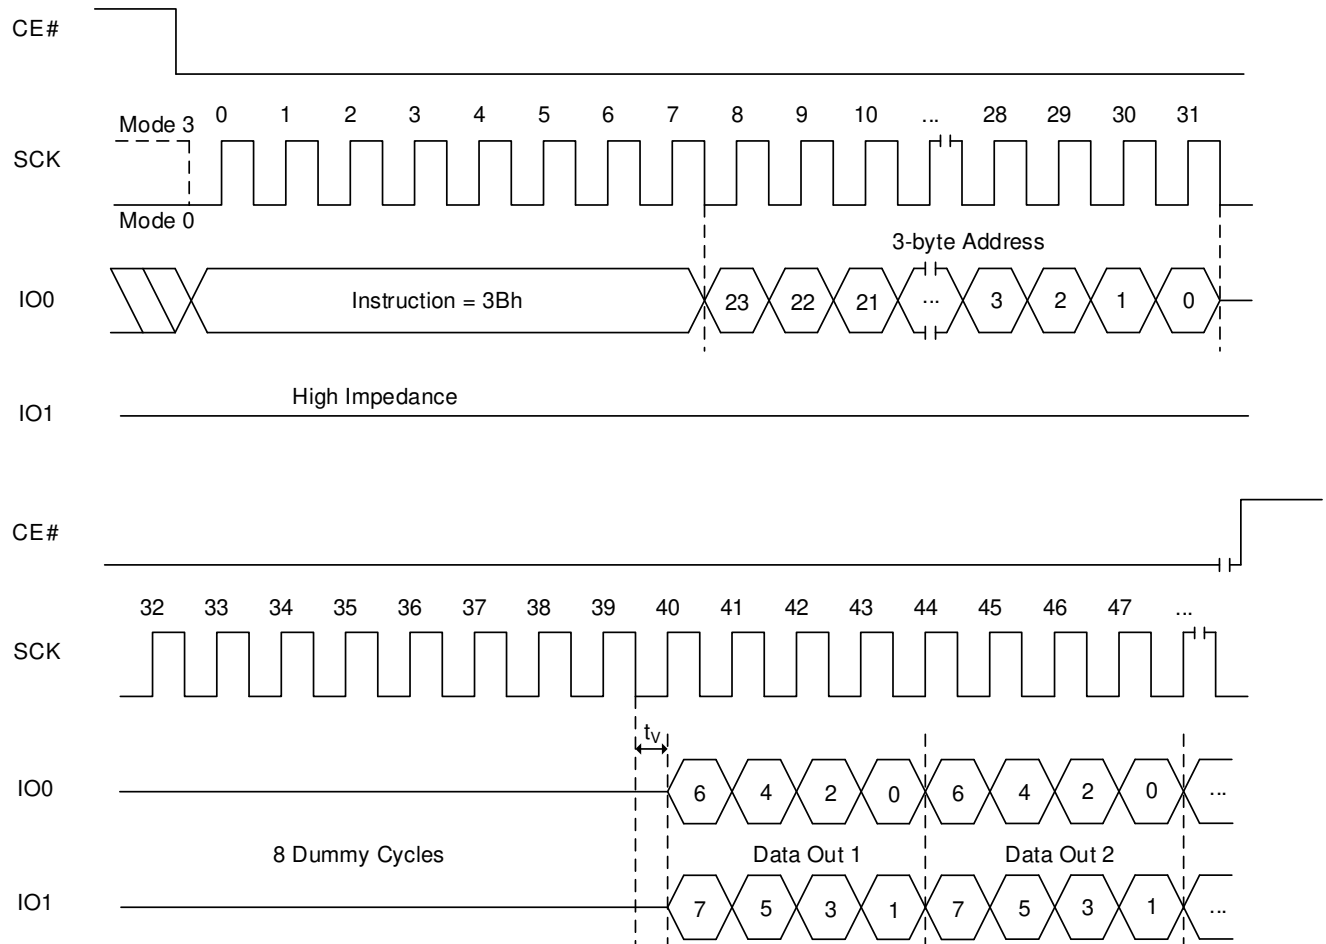 CE#
Mode 3
0 1 2 3 4 5 6 7 8 9 10 ... 28 29 30 31
SCK
Mode 0
3-byte Address
IO0
Instruction = 3Bh
23 22 21 ... 3 2 1 0
High Impedance
IO1
CE#
32 33 34 35 36 37 38 39 40 41 42 43 44 45 46 47 ...
SCK
tV
IO0
6 4 2 0 6 4 2 0 ...
8 Dummy Cycles
Data Out 1
Data Out 2
IO1
7 5 3 1 7 5 3 1 ...